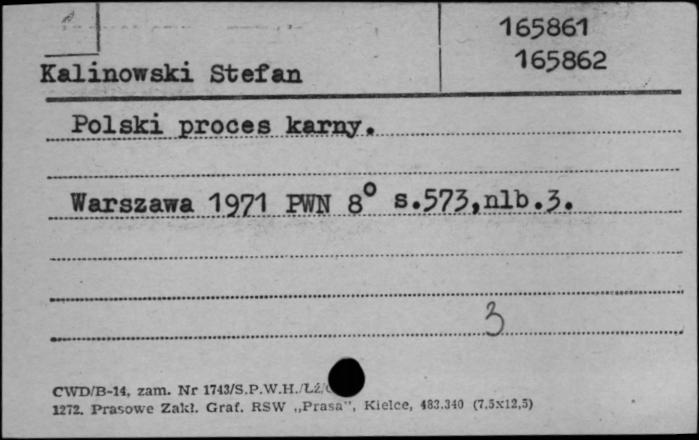 165861
165862
Kalinowski Stefan
Polski proces karny.
Warszawa 1971 PWN 8° s.573,nlb.3.
3
CWD/B-14, zam. Nr 1743/S.P.W.H./Łź/
1272. Prasowe Zakł. Graf. RSW „Prasa", Kielce, 483.340 (7,5x12,5)